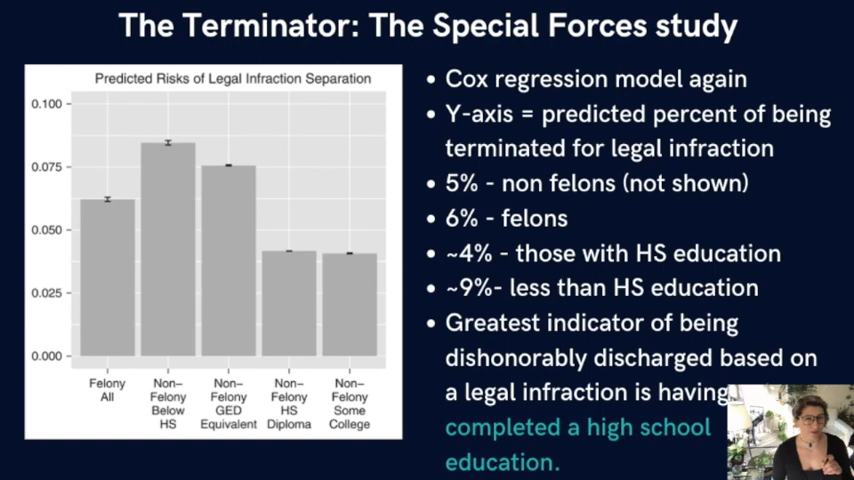 The Terminator: The Special Forces study
Predicted Risks of Legal Infraction Separation
0.100
0.075
0.050
0.025
0.000
Felony
All
Non–
Felony
Below
HS
Non–
Felony
GED
Equivalent
Non–
Felony
HS
Diploma
Non–
Felony
Some
College
• Cox regression model again
• Y-axis = predicted percent of being
terminated for legal infraction
• 5% - non felons (not shown)
• 6% - felons
• ~4% - those with HS education
• ~9%- less than HS education
• Greatest indicator of being
dishonorably discharged based on
a legal infraction is having
completed a high school
education.